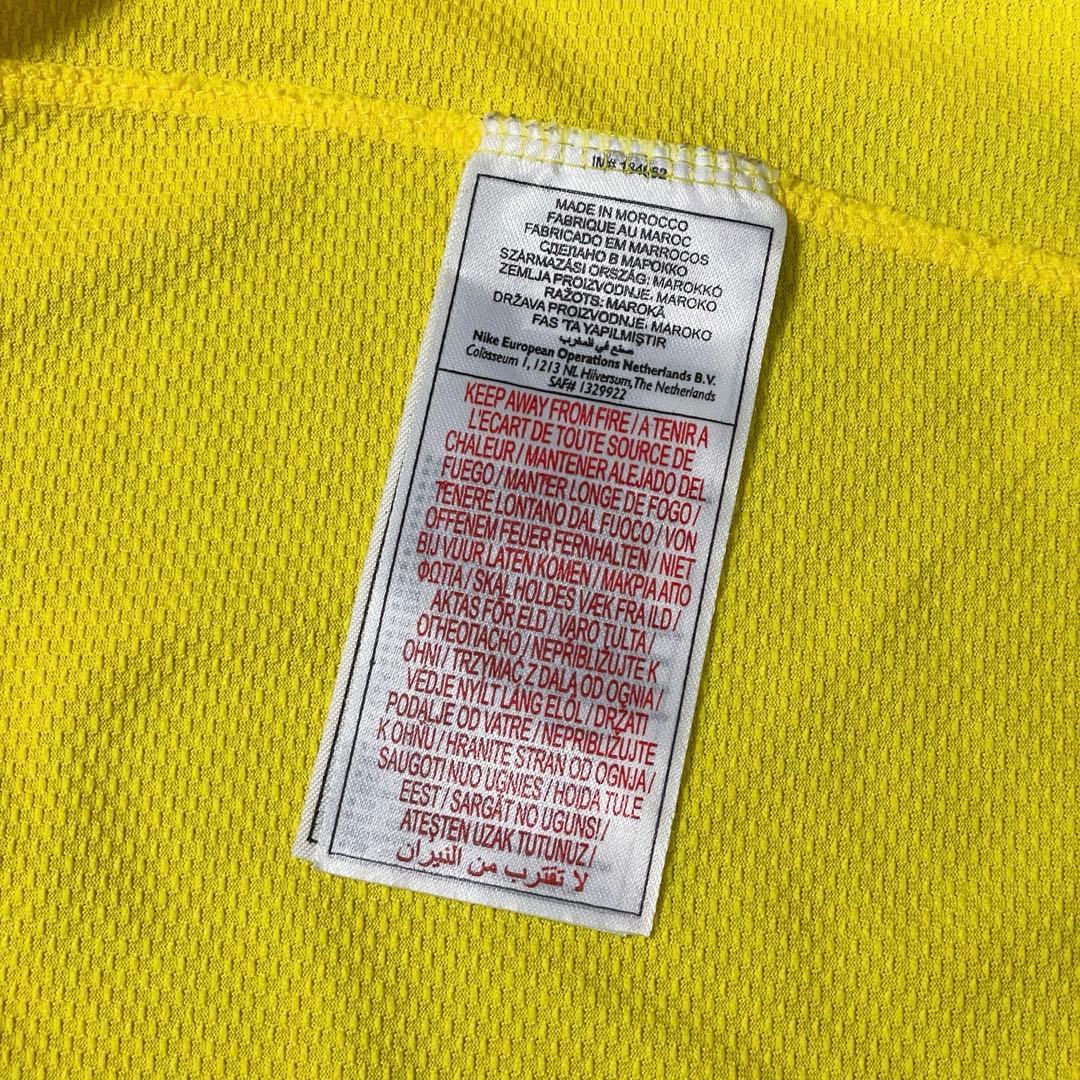 IN# 184652
MADE IN MOROCCO
FABRIQUE AU MAROC
FABRICADO EM MARROCOS
СДЕЛАНО В МАРОККО
SZÁRMAZÁSI ORSZÁG: MAROKKÓ
ZEMLJA PROIZVODNJE: MAROKO
RAŽOTS: MAROKĀ
DRŽAVA PROIZVODNJE: MAROKO
FAS 'TA YAPILMIŞTIR
صنع في المغرب
Nike European Operations Netherlands B.V.
Colosseum 1, 1213 NL Hilversum, The Netherlands
SAF# 1329922
KEEP AWAY FROM FIRE / A TENIR A
L'ECART DE TOUTE SOURCE DE
CHALEUR / MANTENER ALEJADO DEL
FUEGO / MANTER LONGE DE FOGO /
TENERE LONTANO DAL FUOCO / VON
OFFENEM FEUER FERNHALTEN / NIET
BIJ VUUR LATEN KOMEN / ΜΑΚΡΙΑ ΑΠΟ
ΦΩΤΙΑ / SKAL HOLDES VÆK FRA ILD /
AKTAS FÖR ELD / VARO TULTA /
ОГНЕОПАСНО / NEPRIBLIŽUJTE K
OHNI / TRZYMAĆ Z DALA OD OGNIA /
VEDJE NYÍLT LÁNG ELŐL / DRŽATI
PODALJE OD VATRE / NEPRIBLIŽUJTE
K OHŇU / HRANITE STRAN OD OGNJA /
SAUGOTI NUO UGNIES / HOIDA TULE
EEST / SARGĀT NO UGUNS! /
ATEŞTEN UZAK TUTUNUZ /
لا تقترب من النيران